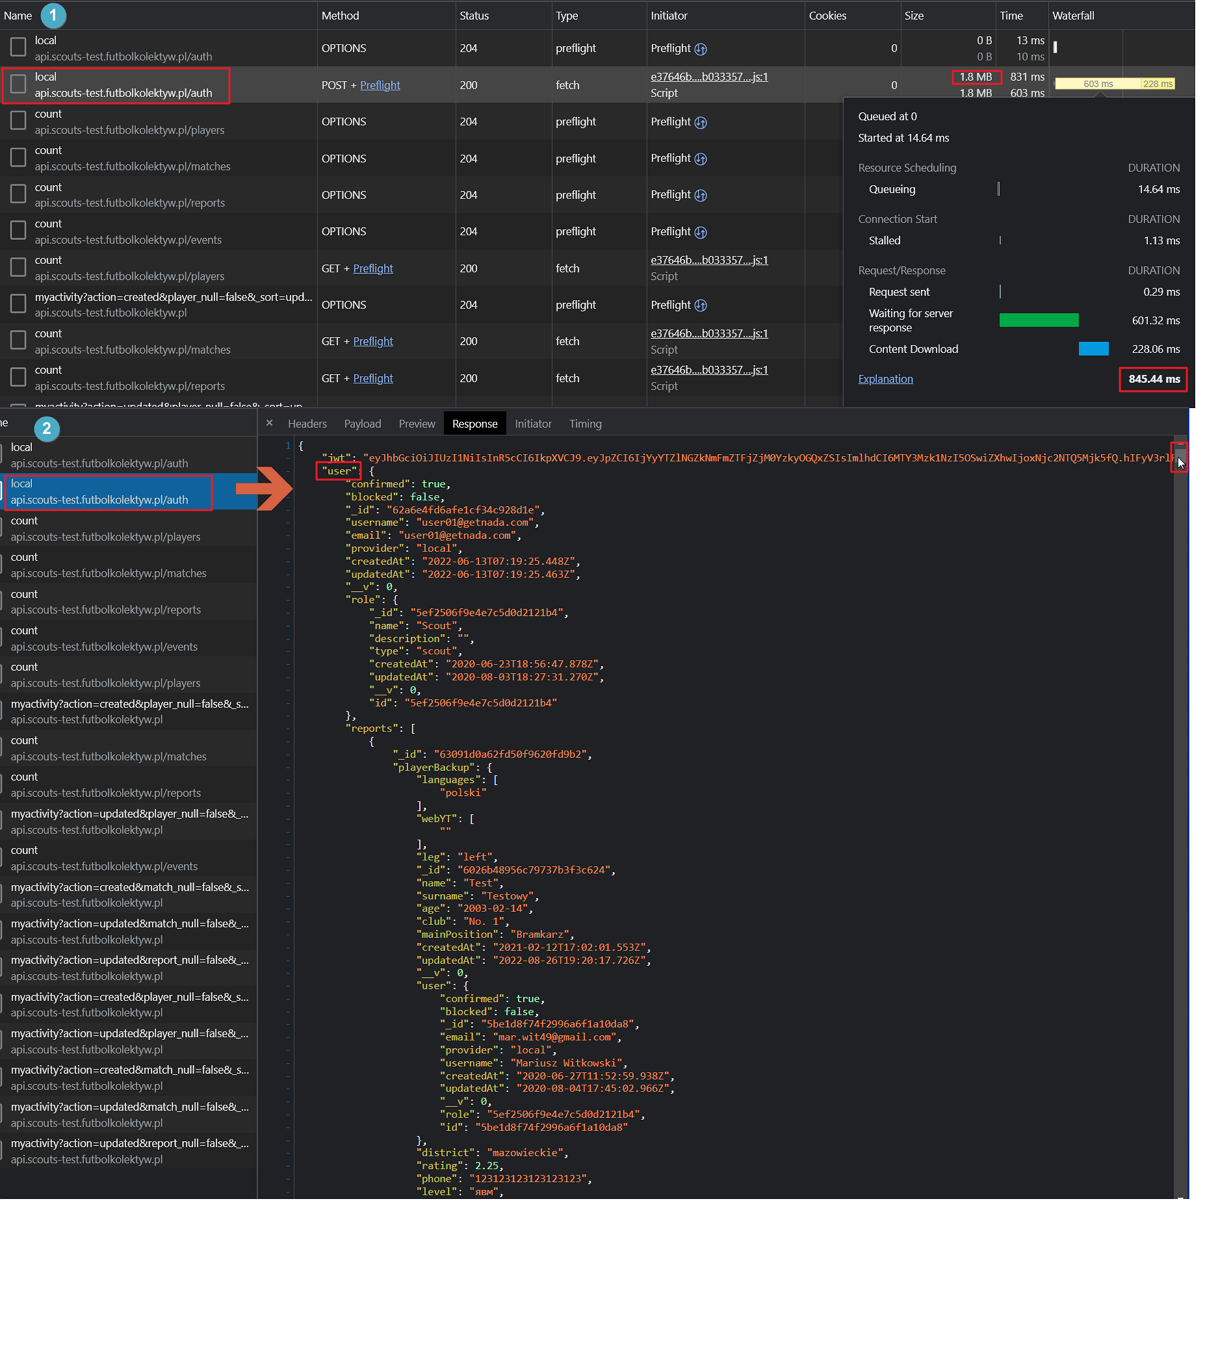 Name 1 Method Status Type Initiator Cookies Size Time Waterfall
local
api.scouts-test.futbolkolektyw.pl/auth
OPTIONS 204 preflight Preflight 0 0 B 13 ms
0 B 10 ms
local
api.scouts-test.futbolkolektyw.pl/auth
POST + Preflight 200 fetch e37646b....b033357....js:1 0 1.8 MB 831 ms
Script 1.8 MB 603 ms
603 ms 228 ms
count
api.scouts-test.futbolkolektyw.pl/players
OPTIONS 204 preflight Preflight
count
api.scouts-test.futbolkolektyw.pl/matches
OPTIONS 204 preflight Preflight
count
api.scouts-test.futbolkolektyw.pl/reports
OPTIONS 204 preflight Preflight
count
api.scouts-test.futbolkolektyw.pl/events
OPTIONS 204 preflight Preflight
count
api.scouts-test.futbolkolektyw.pl/players
GET + Preflight 200 fetch e37646b....b033357....js:1
Script
myactivity?action=created&player_null=false&_sort=upd...
api.scouts-test.futbolkolektyw.pl
OPTIONS 204 preflight Preflight
count
api.scouts-test.futbolkolektyw.pl/matches
GET + Preflight 200 fetch e37646b....b033357....js:1
Script
count
api.scouts-test.futbolkolektyw.pl/reports
GET + Preflight 200 fetch e37646b....b033357....js:1
Script
Queued at 0
Started at 14.64 ms
Resource Scheduling DURATION
Queueing 14.64 ms
Connection Start DURATION
Stalled 1.13 ms
Request/Response DURATION
Request sent 0.29 ms
Waiting for server
response 601.32 ms
Content Download 228.06 ms
Explanation 845.44 ms
2
local
api.scouts-test.futbolkolektyw.pl/auth
local
api.scouts-test.futbolkolektyw.pl/auth
count
api.scouts-test.futbolkolektyw.pl/players
count
api.scouts-test.futbolkolektyw.pl/matches
count
api.scouts-test.futbolkolektyw.pl/reports
count
api.scouts-test.futbolkolektyw.pl/events
count
api.scouts-test.futbolkolektyw.pl/players
myactivity?action=created&player_null=false&_s...
api.scouts-test.futbolkolektyw.pl
count
api.scouts-test.futbolkolektyw.pl/matches
count
api.scouts-test.futbolkolektyw.pl/reports
myactivity?action=updated&player_null=false&_...
api.scouts-test.futbolkolektyw.pl
count
api.scouts-test.futbolkolektyw.pl/events
myactivity?action=created&match_null=false&_s...
api.scouts-test.futbolkolektyw.pl
myactivity?action=updated&match_null=false&_...
api.scouts-test.futbolkolektyw.pl
myactivity?action=updated&report_null=false&_...
api.scouts-test.futbolkolektyw.pl
myactivity?action=created&player_null=false&_s...
api.scouts-test.futbolkolektyw.pl
myactivity?action=updated&player_null=false&_...
api.scouts-test.futbolkolektyw.pl
myactivity?action=created&match_null=false&_s...
api.scouts-test.futbolkolektyw.pl
myactivity?action=updated&match_null=false&_...
api.scouts-test.futbolkolektyw.pl
myactivity?action=updated&report_null=false&_...
api.scouts-test.futbolkolektyw.pl
× Headers Payload Preview Response Initiator Timing
1 {
"jwt":
"user": {
"confirmed": true,
"blocked": false,
"_id": "62a6e4fd6afe1cf34c928d1e",
"username": "user01@getnada.com",
"email": "user01@getnada.com",
"provider": "local",
"createdAt": "2022-06-13T07:19:25.448Z",
"updatedAt": "2022-06-13T07:19:25.463Z",
"__v": 0,
"role": {
"_id": "5ef2506f9e4e7c5d0d2121b4",
"name": "Scout",
"description": "",
"type": "scout",
"createdAt": "2020-06-23T18:56:47.878Z",
"updatedAt": "2020-08-03T18:27:31.270Z",
"__v": 0,
"id": "5ef2506f9e4e7c5d0d2121b4"
},
"reports": [
{
"_id": "63091d0a62fd50f9620fd9b2",
"playerBackup": {
"languages": [
"polski"
],
"webYT": [
""
],
"leg": "left",
"_id": "6026b48956c79737b3f3c624",
"name": "Test",
"surname": "Testowy",
"age": "2003-02-14",
"club": "No. 1",
"mainPosition": "Bramkarz",
"createdAt": "2021-02-12T17:02:01.553Z",
"updatedAt": "2022-08-26T19:20:17.726Z",
"__v": 0,
"user": {
"confirmed": true,
"blocked": false,
"_id": "5be1d8f74f2996a6f1a10da8",
"email": "mar.wit49@gmail.com",
"provider": "local",
"username": "Mariusz Witkowski",
"createdAt": "2020-06-27T11:52:59.938Z",
"updatedAt": "2020-08-04T17:45:02.966Z",
"__v": 0,
"role": "5ef2506f9e4e7c5d0d2121b4",
"id": "5be1d8f74f2996a6f1a10da8"
},
"district": "mazowieckie",
"rating": 2.25,
"phone": "123123123123123123",
"level": "явм",